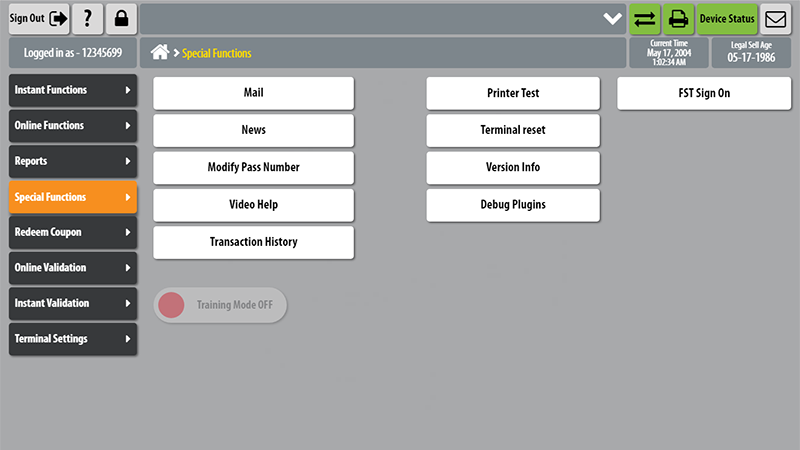 Sign Out
?
Device Status
Logged in as - 12345699
Special Functions
Current Time
May 17, 2004
1:02:34 AM
Legal Sell Age
05-17-1986
Instant Functions
Online Functions
Reports
Special Functions
Redeem Coupon
Online Validation
Instant Validation
Terminal Settings
Mail
News
Modify Pass Number
Video Help
Transaction History
Printer Test
Terminal reset
Version Info
Debug Plugins
FST Sign On
Training Mode OFF